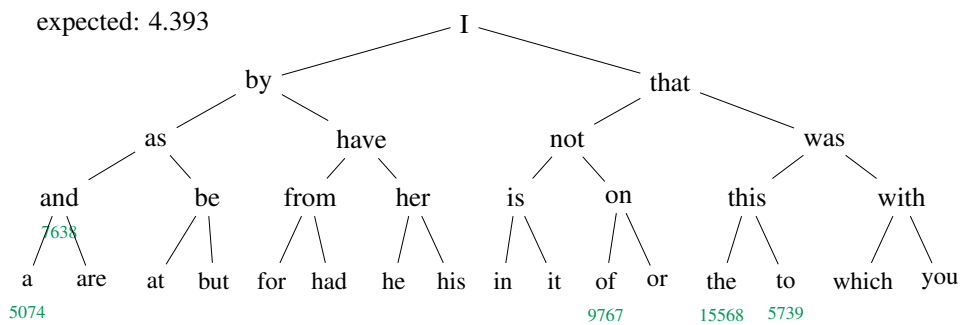 expected: 4.393
I
by that
as have not was
and be from her is on this with
7638
a are at but for had he his in it of or the to which you
5074 9767 15568 5739